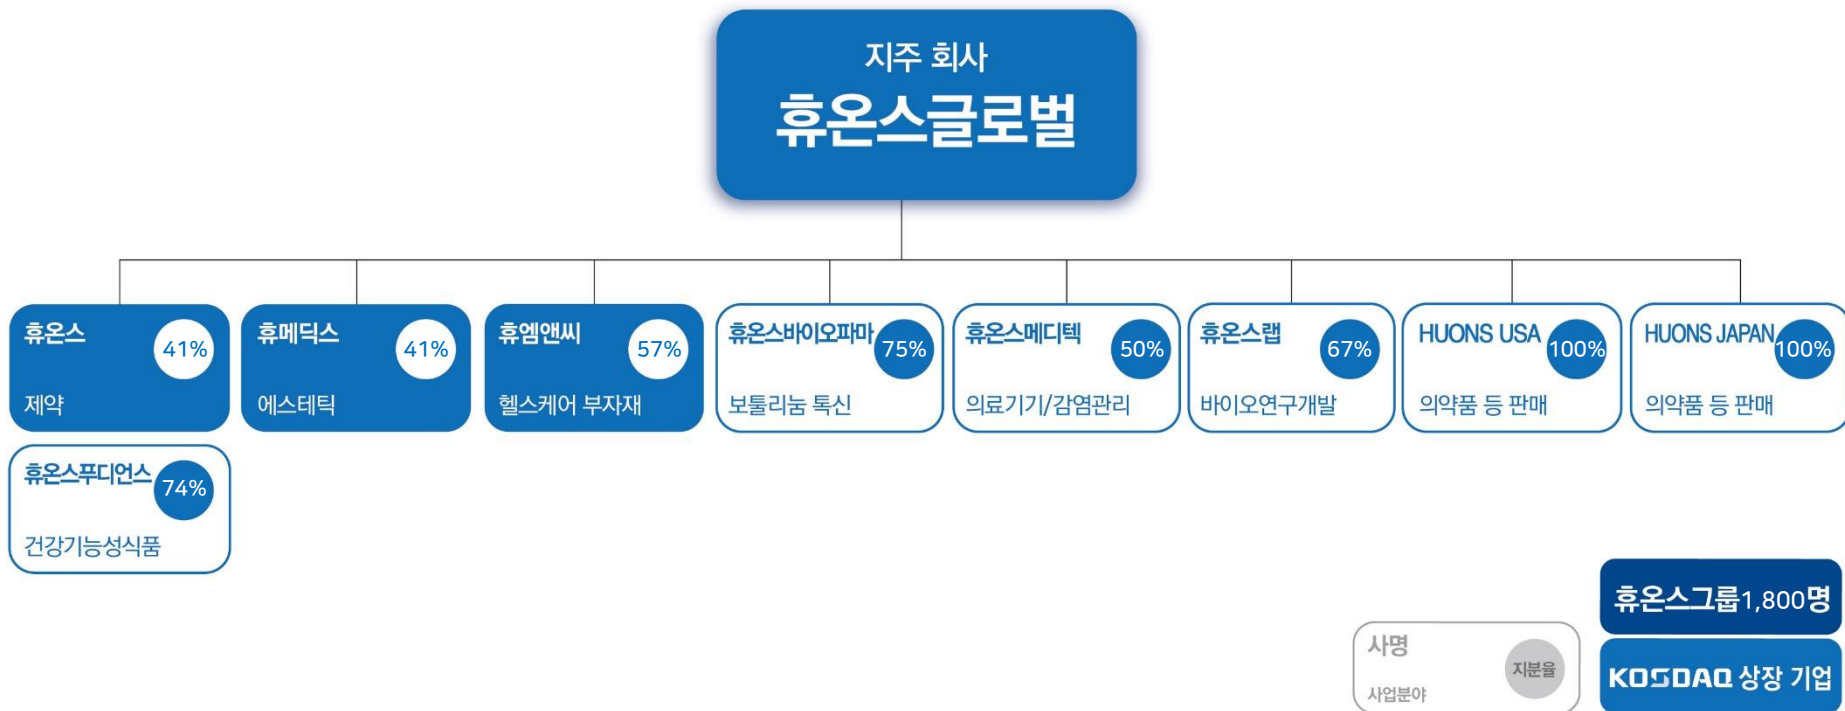 지주 회사
휴온스글로벌
휴온스
41%
제약
휴메딕스
41%
에스테틱
휴엠앤씨
57%
헬스케어 부자재
휴온스바이오파마
75%
보툴리눔 톡신
휴온스메디텍
50%
의료기기/감염관리
휴온스랩
67%
바이오연구개발
HUONS USA
100%
의약품 등 판매
HUONS JAPAN
100%
의약품 등 판매
휴온스푸디언스
74%
건강기능성식품
휴온스그룹1,800명
사명
지분율
사업분야
KOSDAQ 상장 기업